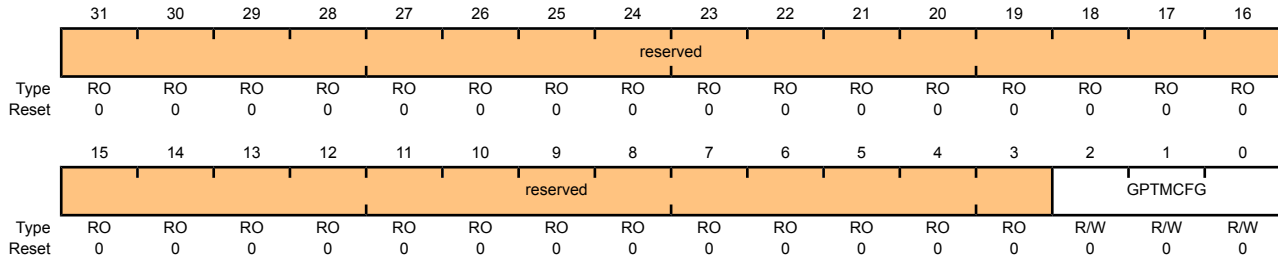 31 30 29 28 27 26 25 24 23 22 21 20 19 18 17 16
reserved
Type RO RO RO RO RO RO RO RO RO RO RO RO RO RO RO RO
Reset 0 0 0 0 0 0 0 0 0 0 0 0 0 0 0 0
15 14 13 12 11 10 9 8 7 6 5 4 3 2 1 0
reserved GPTMCFG
Type RO RO RO RO RO RO RO RO RO RO RO RO RO R/W R/W R/W
Reset 0 0 0 0 0 0 0 0 0 0 0 0 0 0 0 0